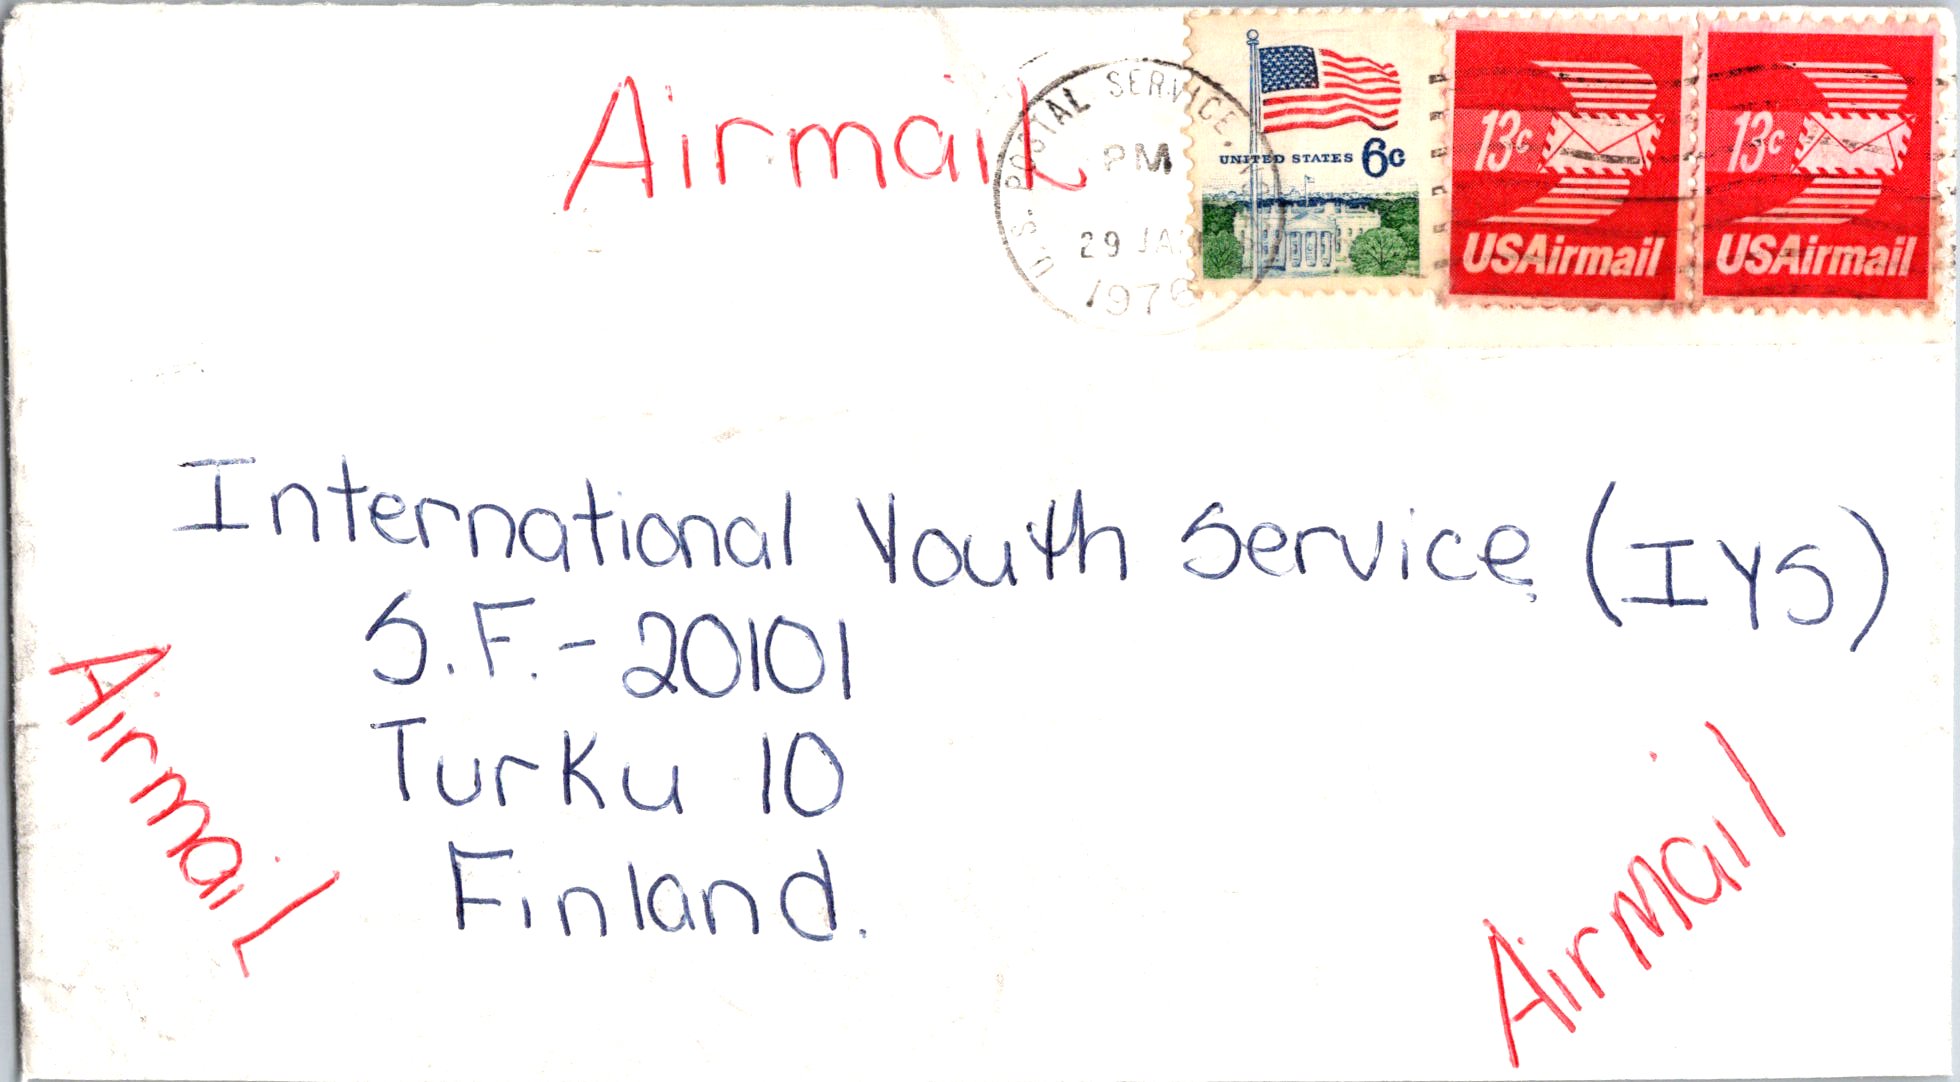 Airmail
U.S. POSTAL SERVICE
PM
29 JA
197
UNITED STATES 6c
13c
USAirmail
13c
USAirmail
International Youth Service, (IYS)
S.F.-20101
Turku 10
Finland.
Airmail
Airmail